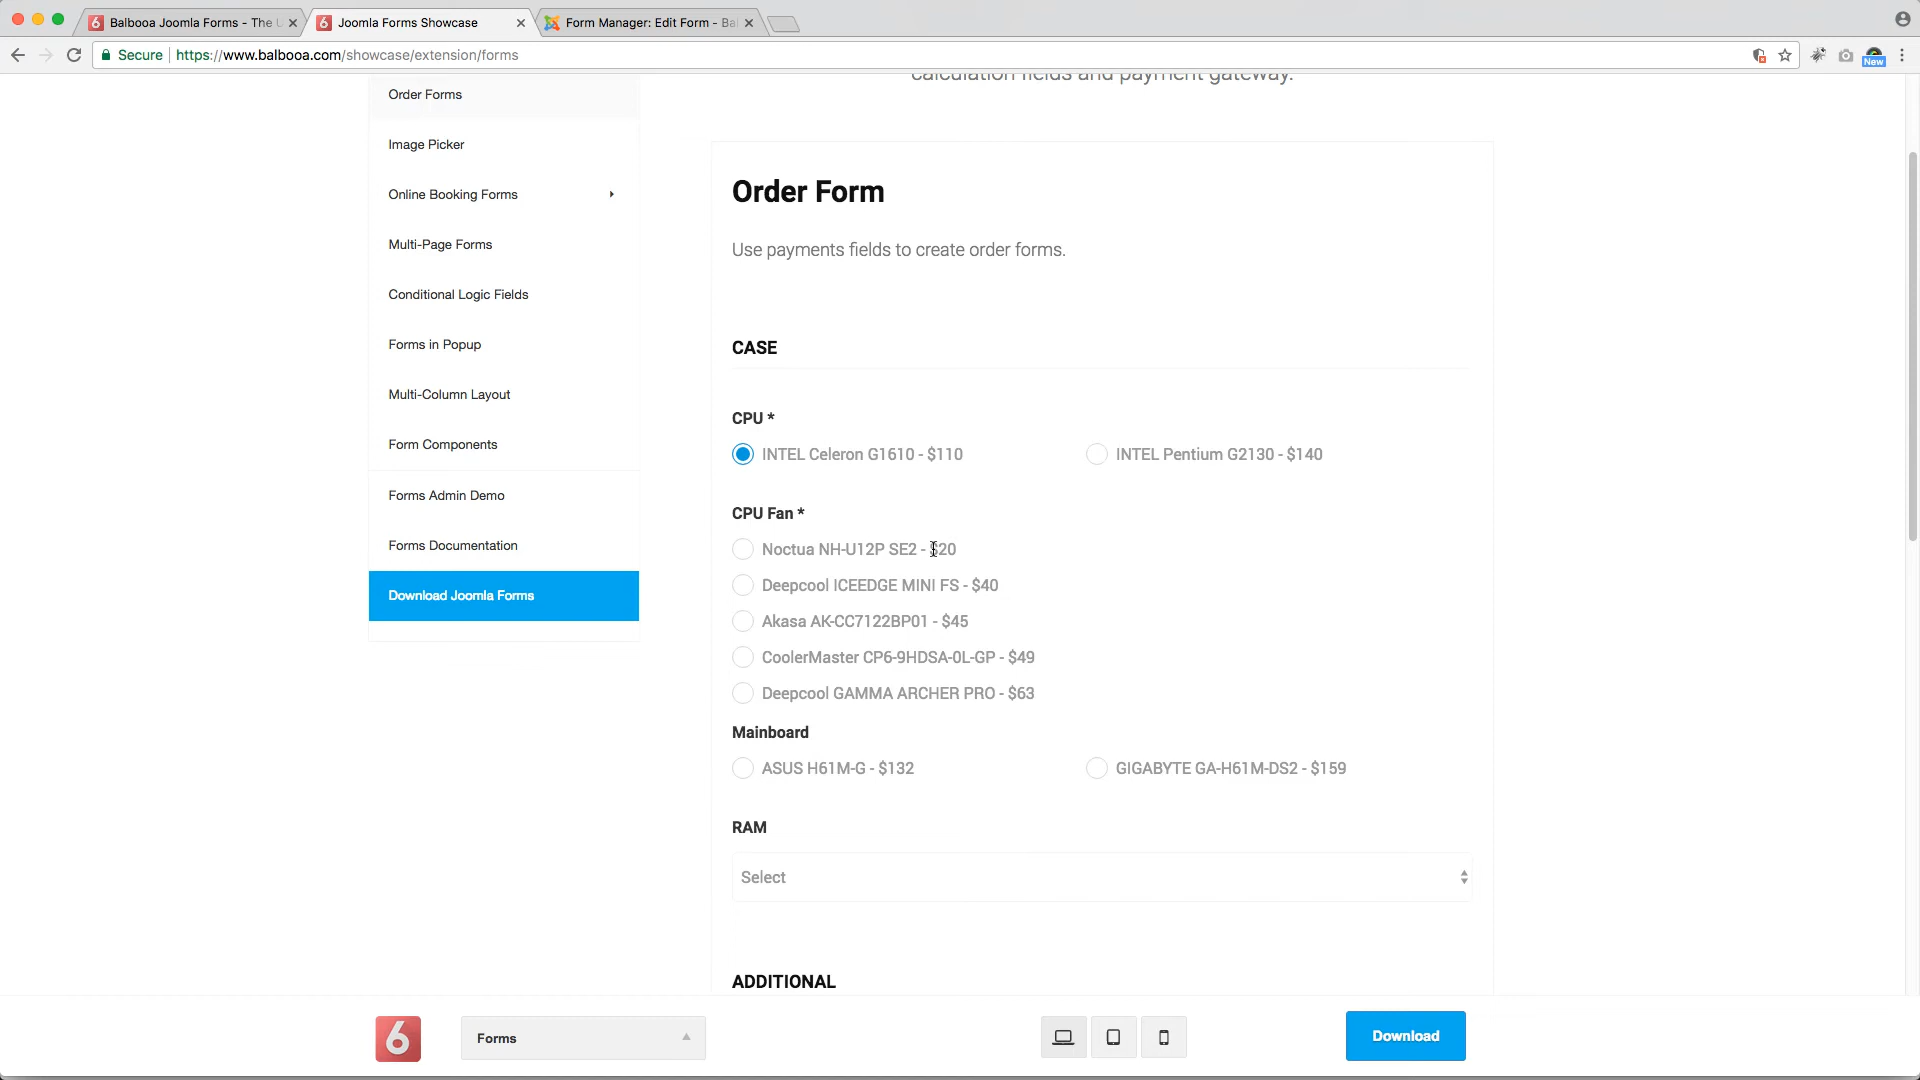 Balbooa Joomla Forms - The U
Joomla Forms Showcase
Form Manager: Edit Form - Ba
Secure
https://www.balbooa.com/showcase/extension/forms
New
calculation fields and payment gateway.
Order Forms
Image Picker
Online Booking Forms
Multi-Page Forms
Conditional Logic Fields
Forms in Popup
Multi-Column Layout
Form Components
Forms Admin Demo
Forms Documentation
Download Joomla Forms
Order Form
Use payments fields to create order forms.
CASE
CPU *
INTEL Celeron G1610 - $110
INTEL Pentium G2130 - $140
CPU Fan *
Noctua NH-U12P SE2 - $20
Deepcool ICEEDGE MINI FS - $40
Akasa AK-CC7122BP01 - $45
CoolerMaster CP6-9HDSA-0L-GP - $49
Deepcool GAMMA ARCHER PRO - $63
Mainboard
ASUS H61M-G - $132
GIGABYTE GA-H61M-DS2 - $159
RAM
Select
ADDITIONAL
6
Forms
Download